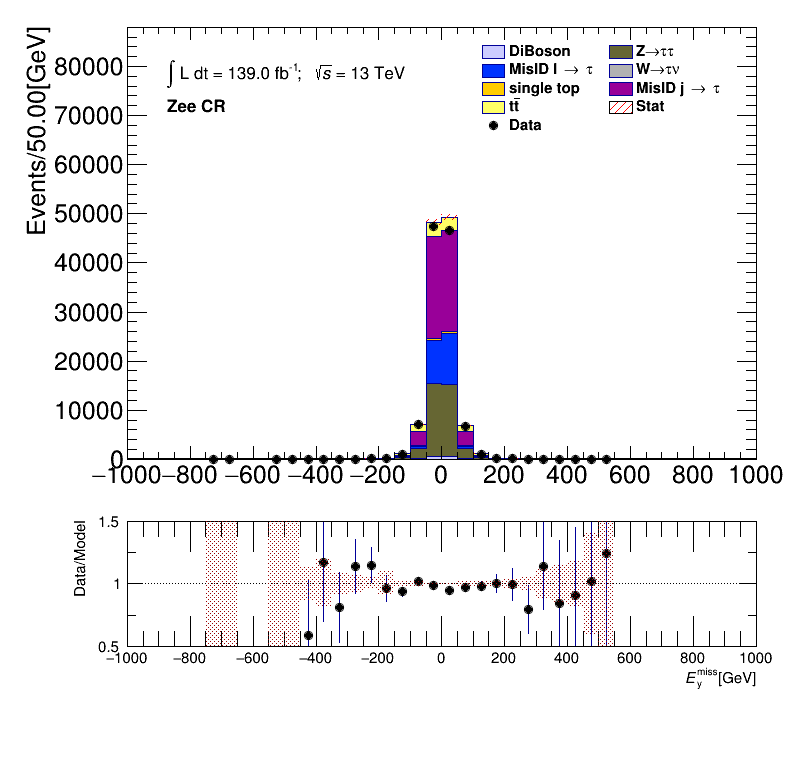 Events/50.00[GeV]
80000
70000
60000
50000
40000
30000
20000
10000
0
∫ L dt = 139.0 fb⁻¹; √s = 13 TeV
Zee CR
DiBoson
MisID l → τ
single top
tt̅
Data
Z→ττ
W→τν
MisID j → τ
Stat
−1000 −800 −600 −400 −200 0 200 400 600 800 1000
Data/Model
1.5
1
0.5
−1000 −800 −600 −400 −200 0 200 400 600 800 1000
E_y^miss[GeV]